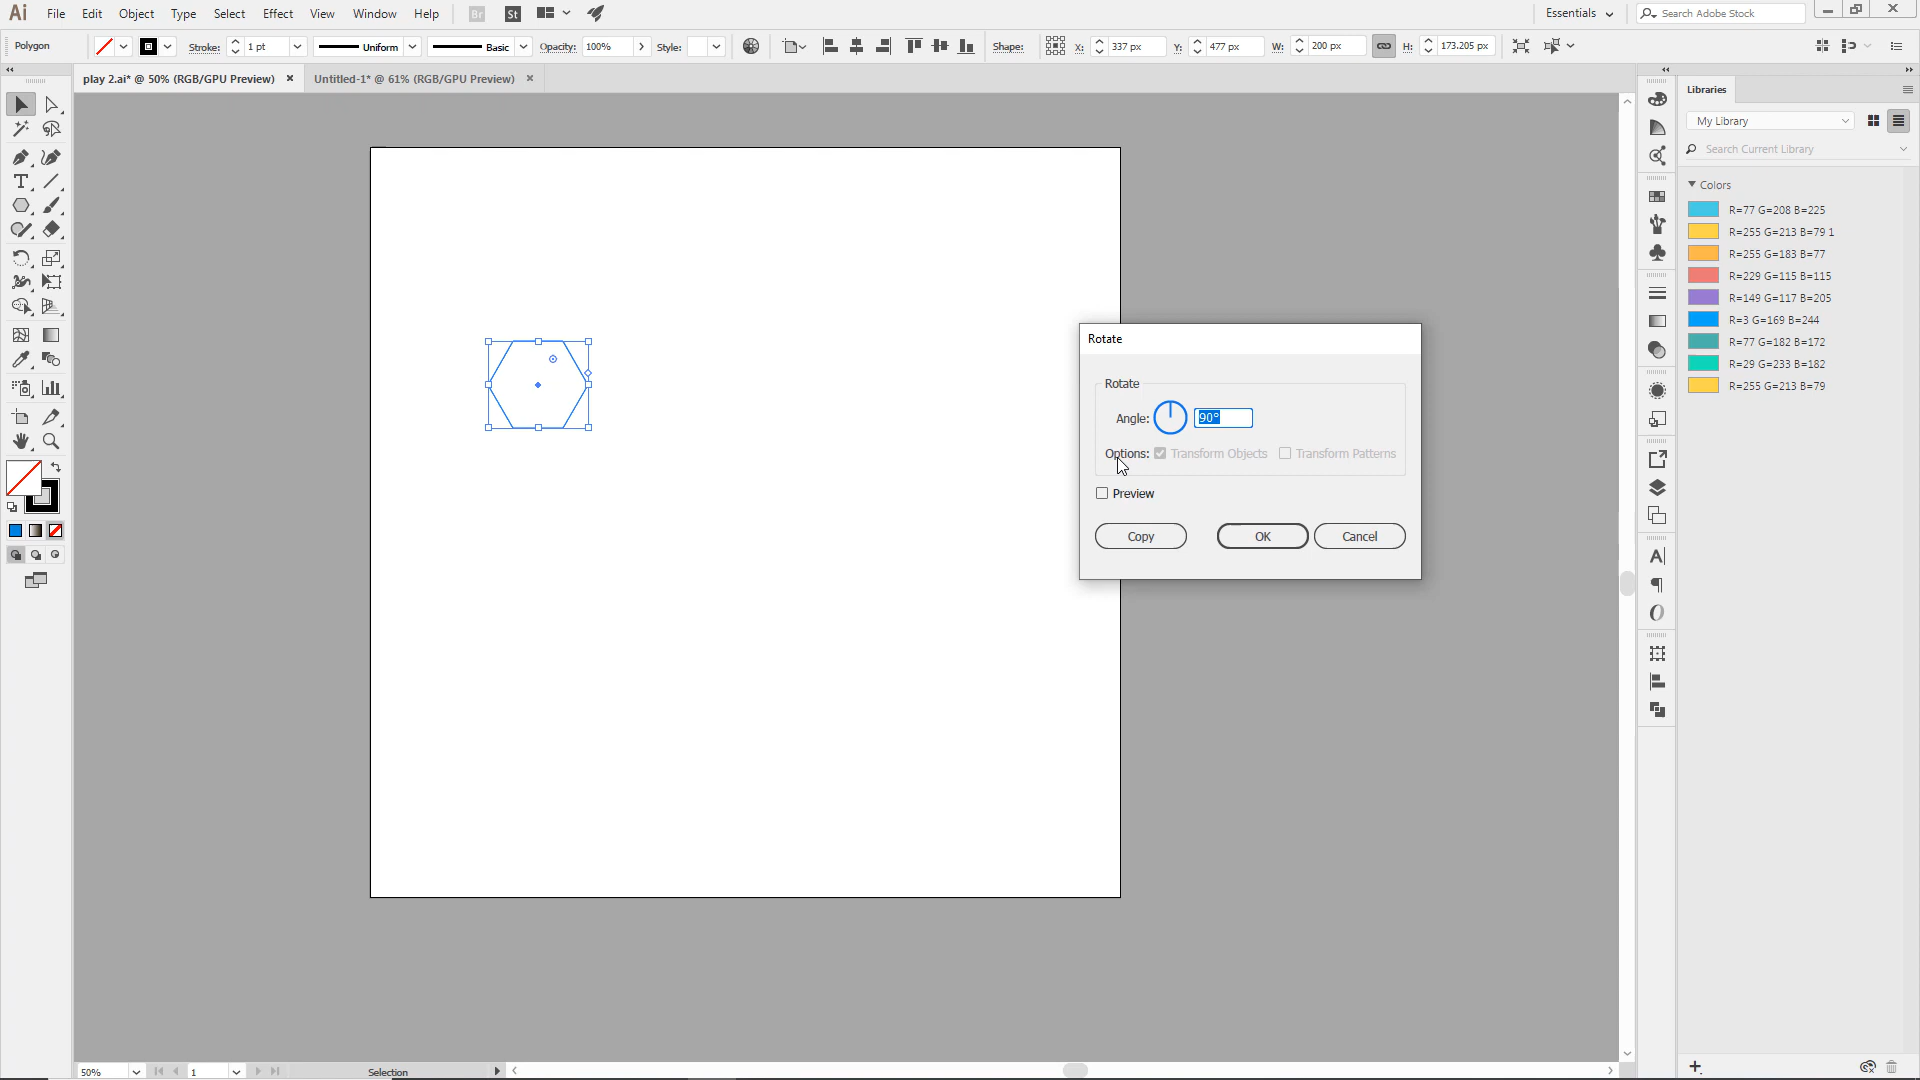 Ai File Edit Object Type Select Effect View Window Help Br St Essentials Search Adobe Stock
Polygon Stroke: 1 pt Uniform Basic Opacity: 100% Style: Shape: X: 337 px Y: 477 px W: 200 px H: 173.205 px
play 2.ai* @ 50% (RGB/GPU Preview) Untitled-1* @ 61% (RGB/GPU Preview)
Libraries
My Library
Search Current Library
Colors
R=77 G=208 B=225
R=255 G=213 B=79 1
R=255 G=183 B=77
R=229 G=115 B=115
R=149 G=117 B=205
R=3 G=169 B=244
R=77 G=182 B=172
R=29 G=233 B=182
R=255 G=213 B=79
Rotate
Rotate
Angle: 90°
Options: Transform Objects Transform Patterns
Preview
Copy OK Cancel
50% 1 Selection